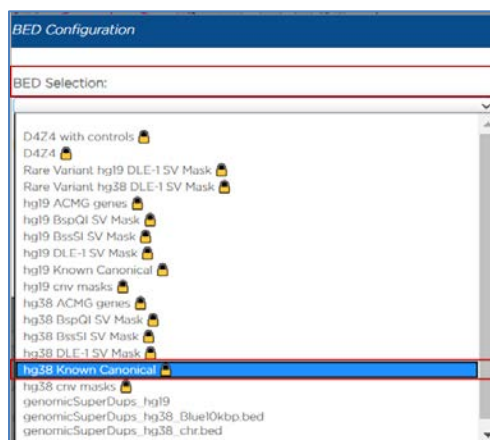 BED Configuration
BED Selection:
D4Z4 with controls
D4Z4
Rare Variant hg19 DLE-1 SV Mask
Rare Variant hg38 DLE-1 SV Mask
hg19 ACMG genes
hg19 BspQI SV Mask
hg19 BssSI SV Mask
hg19 DLE-1 SV Mask
hg19 Known Canonical
hg19 cnv masks
hg38 ACMG genes
hg38 BspQI SV Mask
hg38 BssSI SV Mask
hg38 DLE-1 SV Mask
hg38 Known Canonical
hg38 cnv masks
genomicSuperDups_hg19
genomicSuperDups_hg38_Blue10kbp.bed
genomicSuperDups_hg38_chr.bed